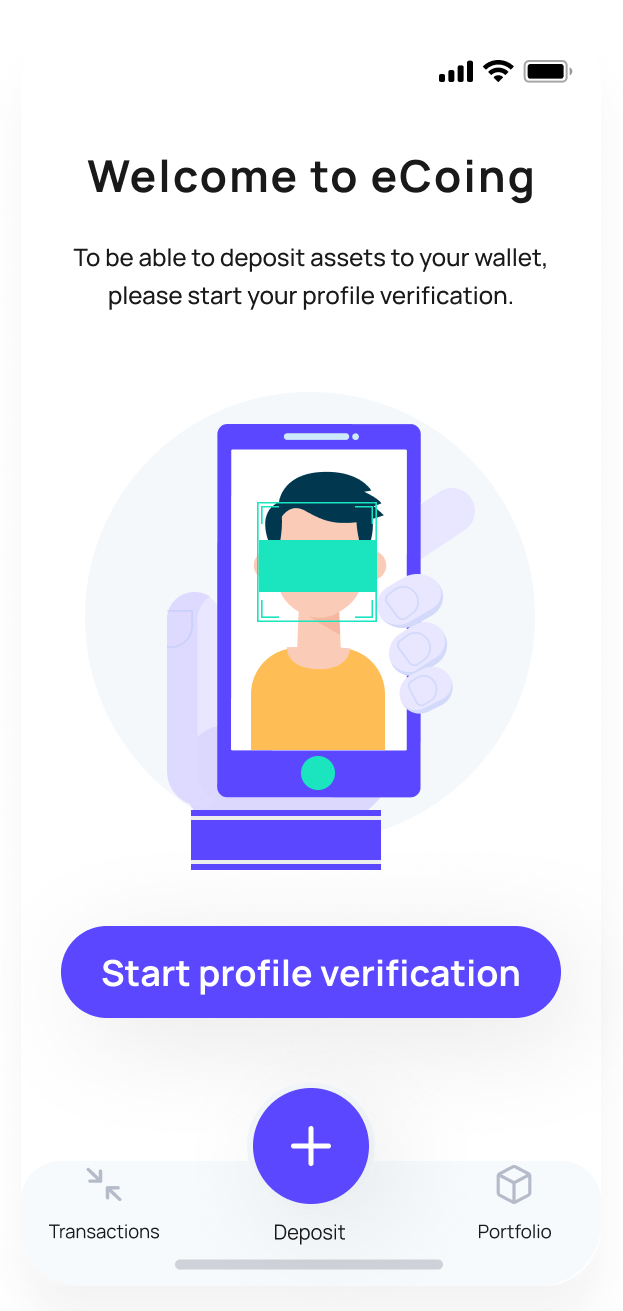 Welcome to eCoing
To be able to deposit assets to your wallet,
please start your profile verification.
Start profile verification
Transactions
Deposit
Portfolio